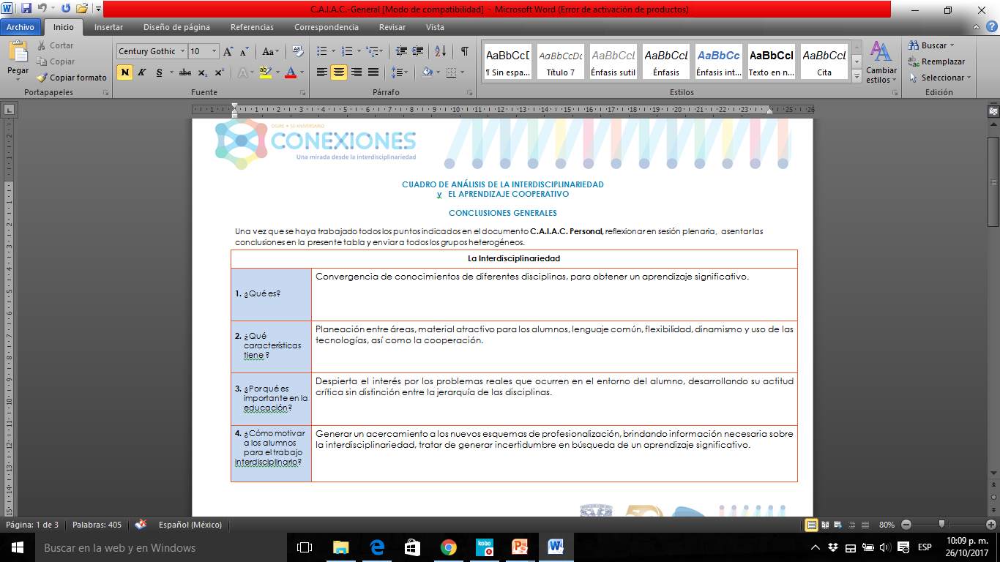 C.A.I.A.C.-General [Modo de compatibilidad] - Microsoft Word (Error de activación de productos)
Archivo Inicio Insertar Diseño de página Referencias Correspondencia Revisar Vista
Pegar
Cortar
Copiar
Copiar formato
Portapapeles
Century Gothic 10
N K S abc x₂ x²
Fuente
Párrafo
AaBbCcD AaBbCcDc AaBbCcL AaBbCcL AaBbCc AaBbCcl AaBbCcL
¶ Sin espa... Título 7 Énfasis sutil Énfasis Énfasis int... Texto en n... Cita
Cambiar estilos
Estilos
Buscar
Reemplazar
Seleccionar
Edición
DGIRE • 50 ANIVERSARIO
CONEXIONES
Una mirada desde la interdisciplinariedad
CUADRO DE ANÁLISIS DE LA INTERDISCIPLINARIEDAD
y EL APRENDIZAJE COOPERATIVO
CONCLUSIONES GENERALES
Una vez que se haya trabajado todos los puntos indicados en el documento C.A.I.A.C. Personal, reflexionar en sesión plenaria, asentar las
conclusiones en la presente tabla y enviar a todos los grupos heterogéneos.
La Interdisciplinariedad
1. ¿Qué es?
Convergencia de conocimientos de diferentes disciplinas, para obtener un aprendizaje significativo.
2. ¿Qué
características
tiene ?
Planeación entre áreas, material atractivo para los alumnos, lenguaje común, flexibilidad, dinamismo y uso de las
tecnologías, así como la cooperación.
3. ¿Por qué es
importante en la
educación?
Despierta el interés por los problemas reales que ocurren en el entorno del alumno, desarrollando su actitud
crítica sin distinción entre la jerarquía de las disciplinas.
4. ¿Cómo motivar
a los alumnos
para el trabajo
interdisciplinario?
Generar un acercamiento a los nuevos esquemas de profesionalización, brindando información necesaria sobre
la interdisciplinariedad, tratar de generar incertidumbre en búsqueda de un aprendizaje significativo.
Página: 1 de 3 Palabras: 405 Español (México) 80%
Buscar en la web y en Windows
kobo
ESP
10:09 p. m.
26/10/2017